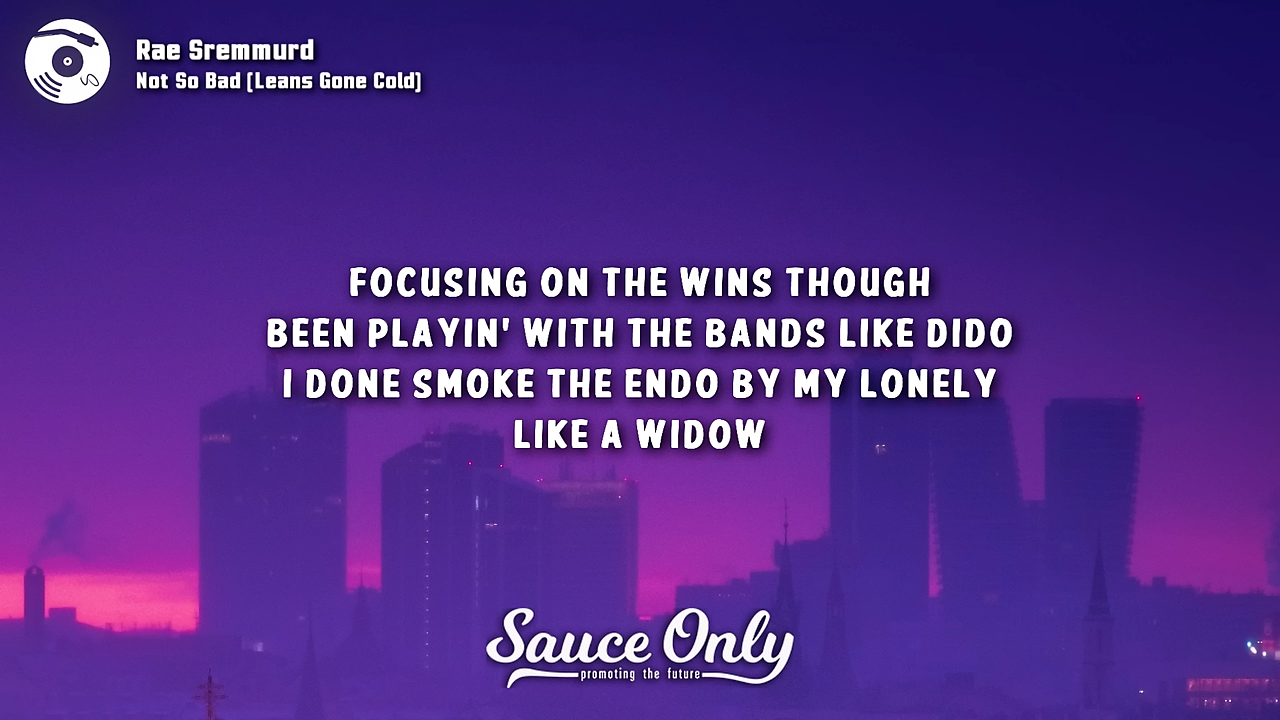 Rae Sremmurd
Not So Bad (Leans Gone Cold)
FOCUSING ON THE WINS THOUGH
BEEN PLAYIN' WITH THE BANDS LIKE DIDO
I DONE SMOKE THE ENDO BY MY LONELY
LIKE A WIDOW
Sauce Only
promoting the future